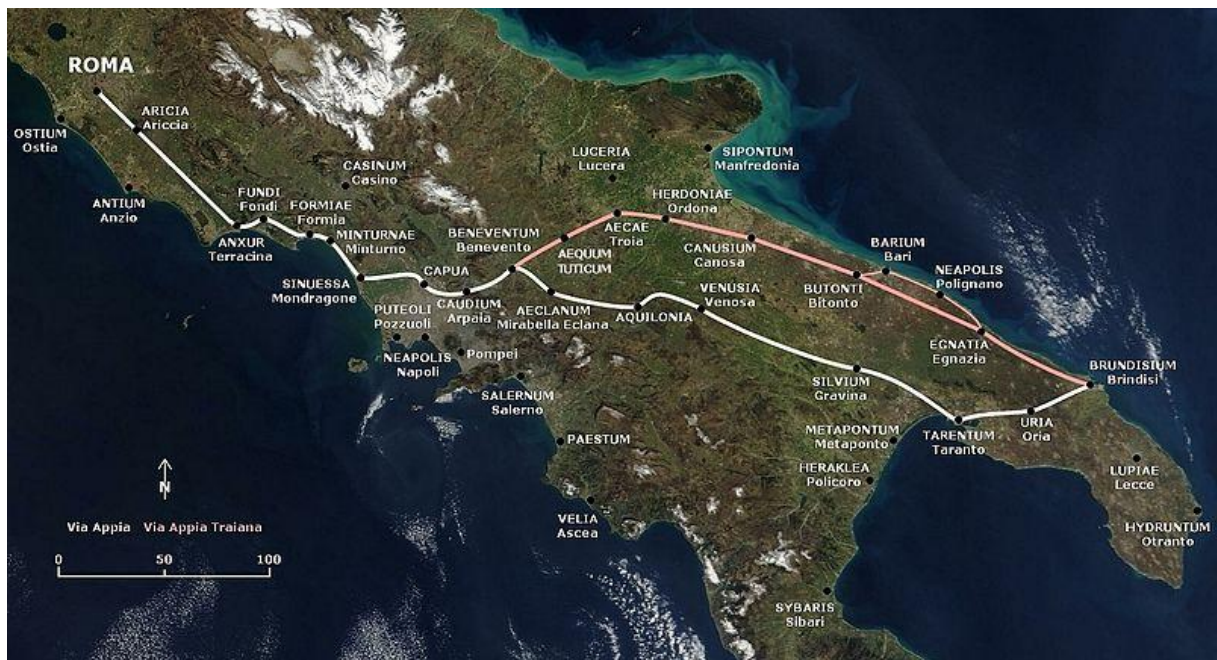 ROMA
ARICIA
Ariccia
OSTIUM
Ostia
ANTIUM
Anzio
CASINUM
Casino
FUNDI
Fondi
FORMIAE
Formia
ANXUR
Terracina
MINTURNAE
Minturno
SINUESSA
Mondragone
CAPUA
CAUDIUM
Arpaia
PUTEOLI
Pozzuoli
NEAPOLIS
Napoli
Pompei
SALERNUM
Salerno
PAESTUM
VELIA
Ascea
BENEVENTUM
Benevento
AEQUUM
TUTICUM
AECLANUM
Mirabella Eclana
AQUILONIA
VENUSIA
Venosa
LUCERIA
Lucera
SIPONTUM
Manfredonia
AECAE
Troia
HERDONIAE
Ordona
CANUSIUM
Canosa
BUTONTI
Bitonto
BARIUM
Bari
NEAPOLIS
Polignano
EGNATIA
Egnazia
BRUNDISIUM
Brindisi
SILVIUM
Gravina
METAPONTUM
Metaponto
HERAKLEA
Policoro
TARENTUM
Taranto
URIA
Oria
LUPIAE
Lecce
HYDRUNTUM
Otranto
SYBARIS
Sibari
N
Via Appia Via Appia Traiana
0 50 100